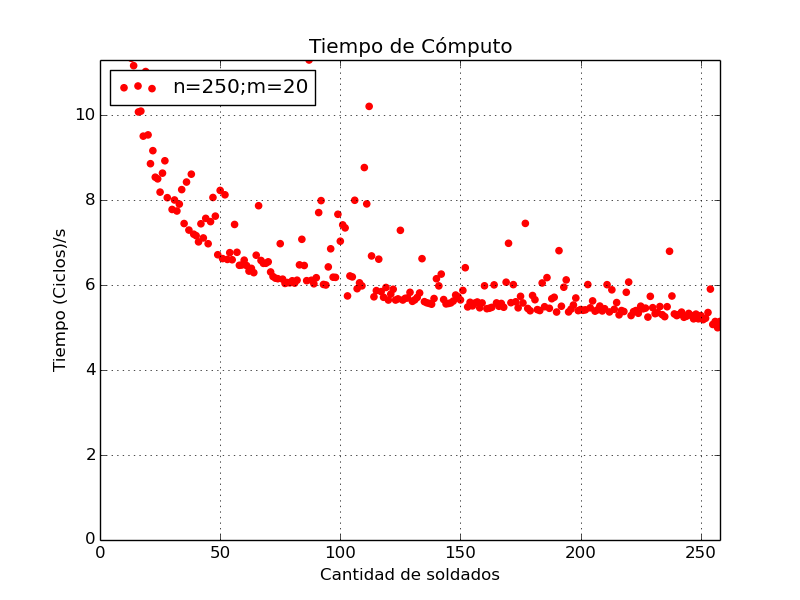 Tiempo de Cómputo
n=250;m=20
Tiempo (Ciclos)/s
10
8
6
4
2
0
0 50 100 150 200 250
Cantidad de soldados